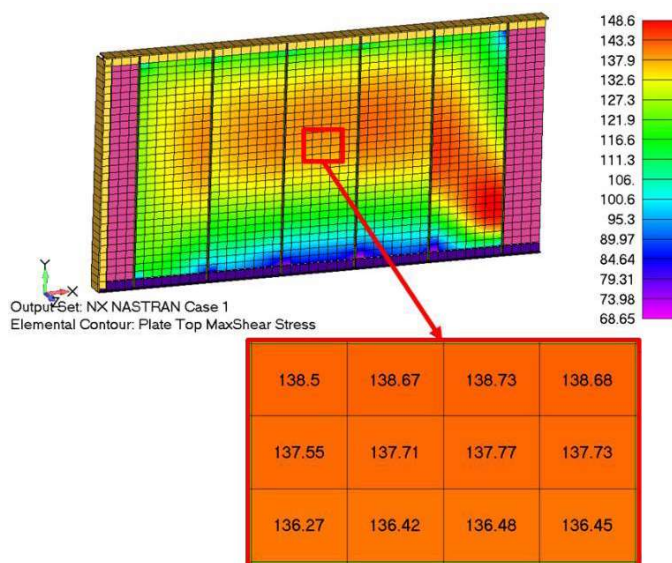 148.6
143.3
137.9
132.6
127.3
121.9
116.6
111.3
106.
100.6
95.3
89.97
84.64
79.31
73.98
68.65
Y
X
Z
Output Set: NX NASTRAN Case 1
Elemental Contour: Plate Top MaxShear Stress
138.5 138.67 138.73 138.68
137.55 137.71 137.77 137.73
136.27 136.42 136.48 136.45